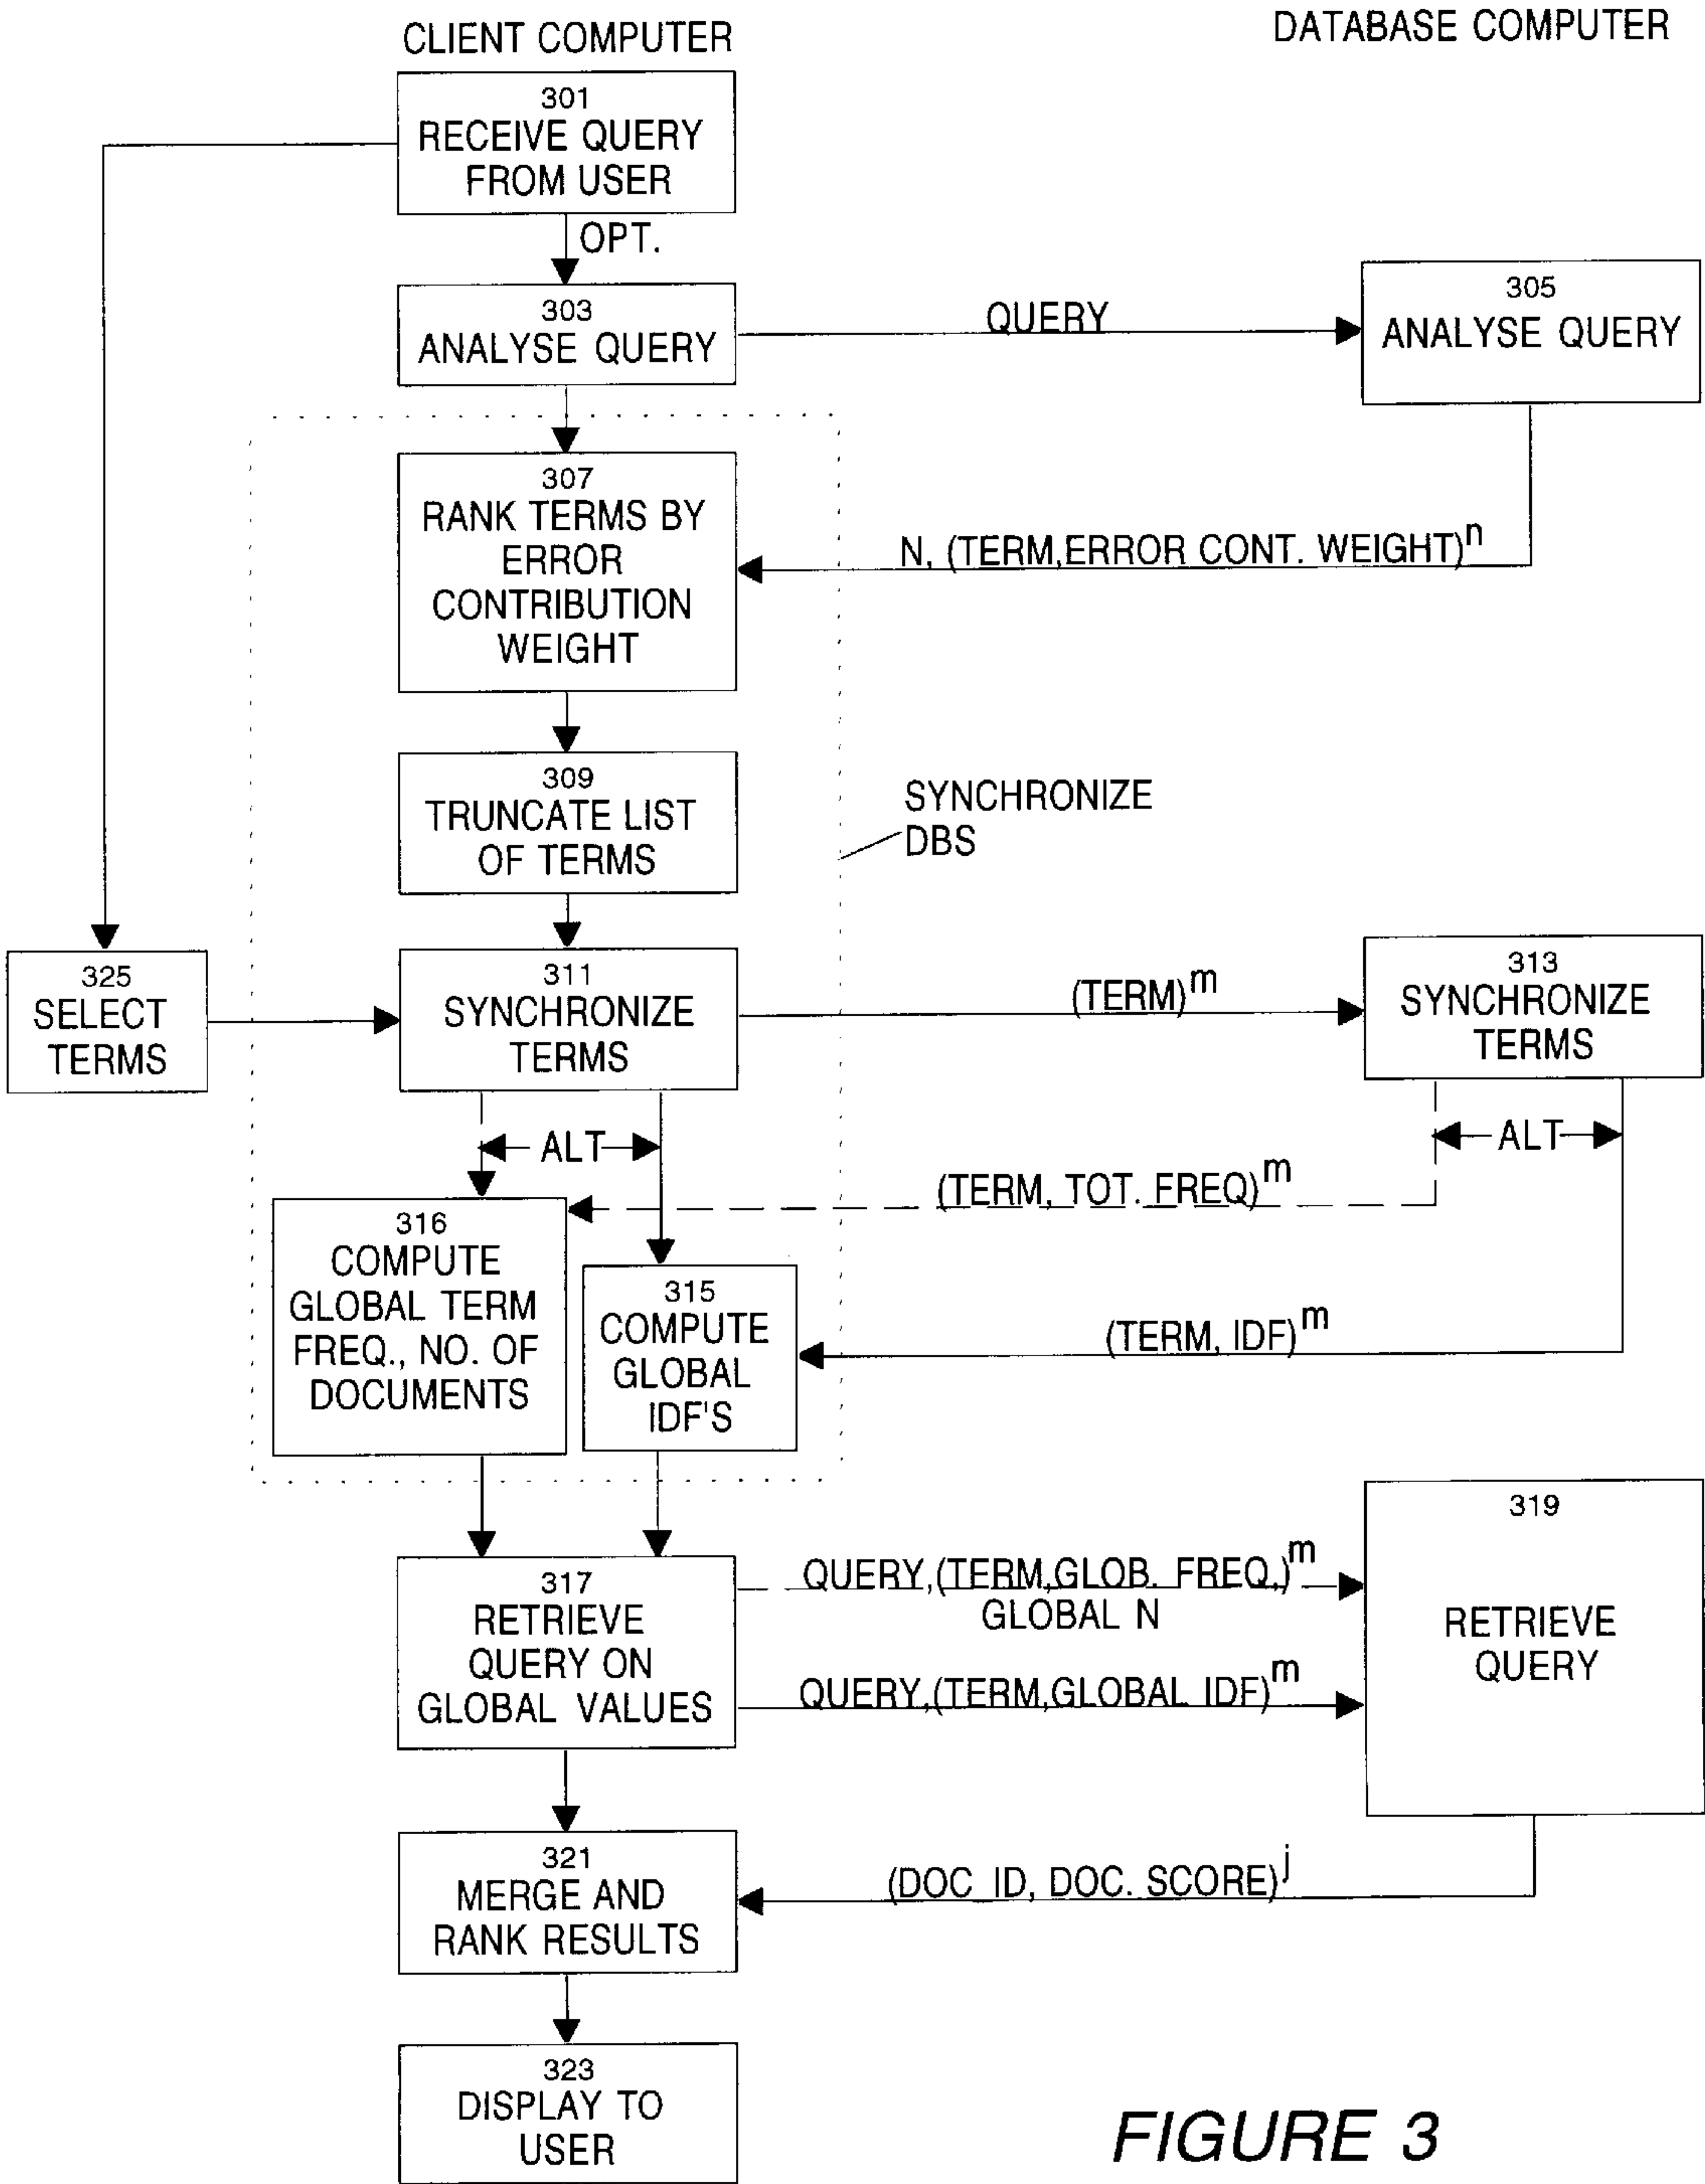 CLIENT COMPUTER
DATABASE COMPUTER
301
RECEIVE QUERY
FROM USER
OPT.
303
ANALYSE QUERY
QUERY
305
ANALYSE QUERY
307
RANK TERMS BY
ERROR
CONTRIBUTION
WEIGHT
N, (TERM,ERROR CONT. WEIGHT)n
309
TRUNCATE LIST
OF TERMS
SYNCHRONIZE
DBS
325
SELECT
TERMS
311
SYNCHRONIZE
TERMS
(TERM)m
313
SYNCHRONIZE
TERMS
ALT
ALT
(TERM, TOT. FREQ)m
316
COMPUTE
GLOBAL TERM
FREQ., NO. OF
DOCUMENTS
315
COMPUTE
GLOBAL
IDF'S
(TERM, IDF)m
317
RETRIEVE
QUERY ON
GLOBAL VALUES
QUERY,(TERM,GLOB. FREQ,)m
GLOBAL N
QUERY,(TERM,GLOBAL IDF)m
319
RETRIEVE
QUERY
321
MERGE AND
RANK RESULTS
(DOC ID, DOC. SCORE)j
323
DISPLAY TO
USER
FIGURE 3